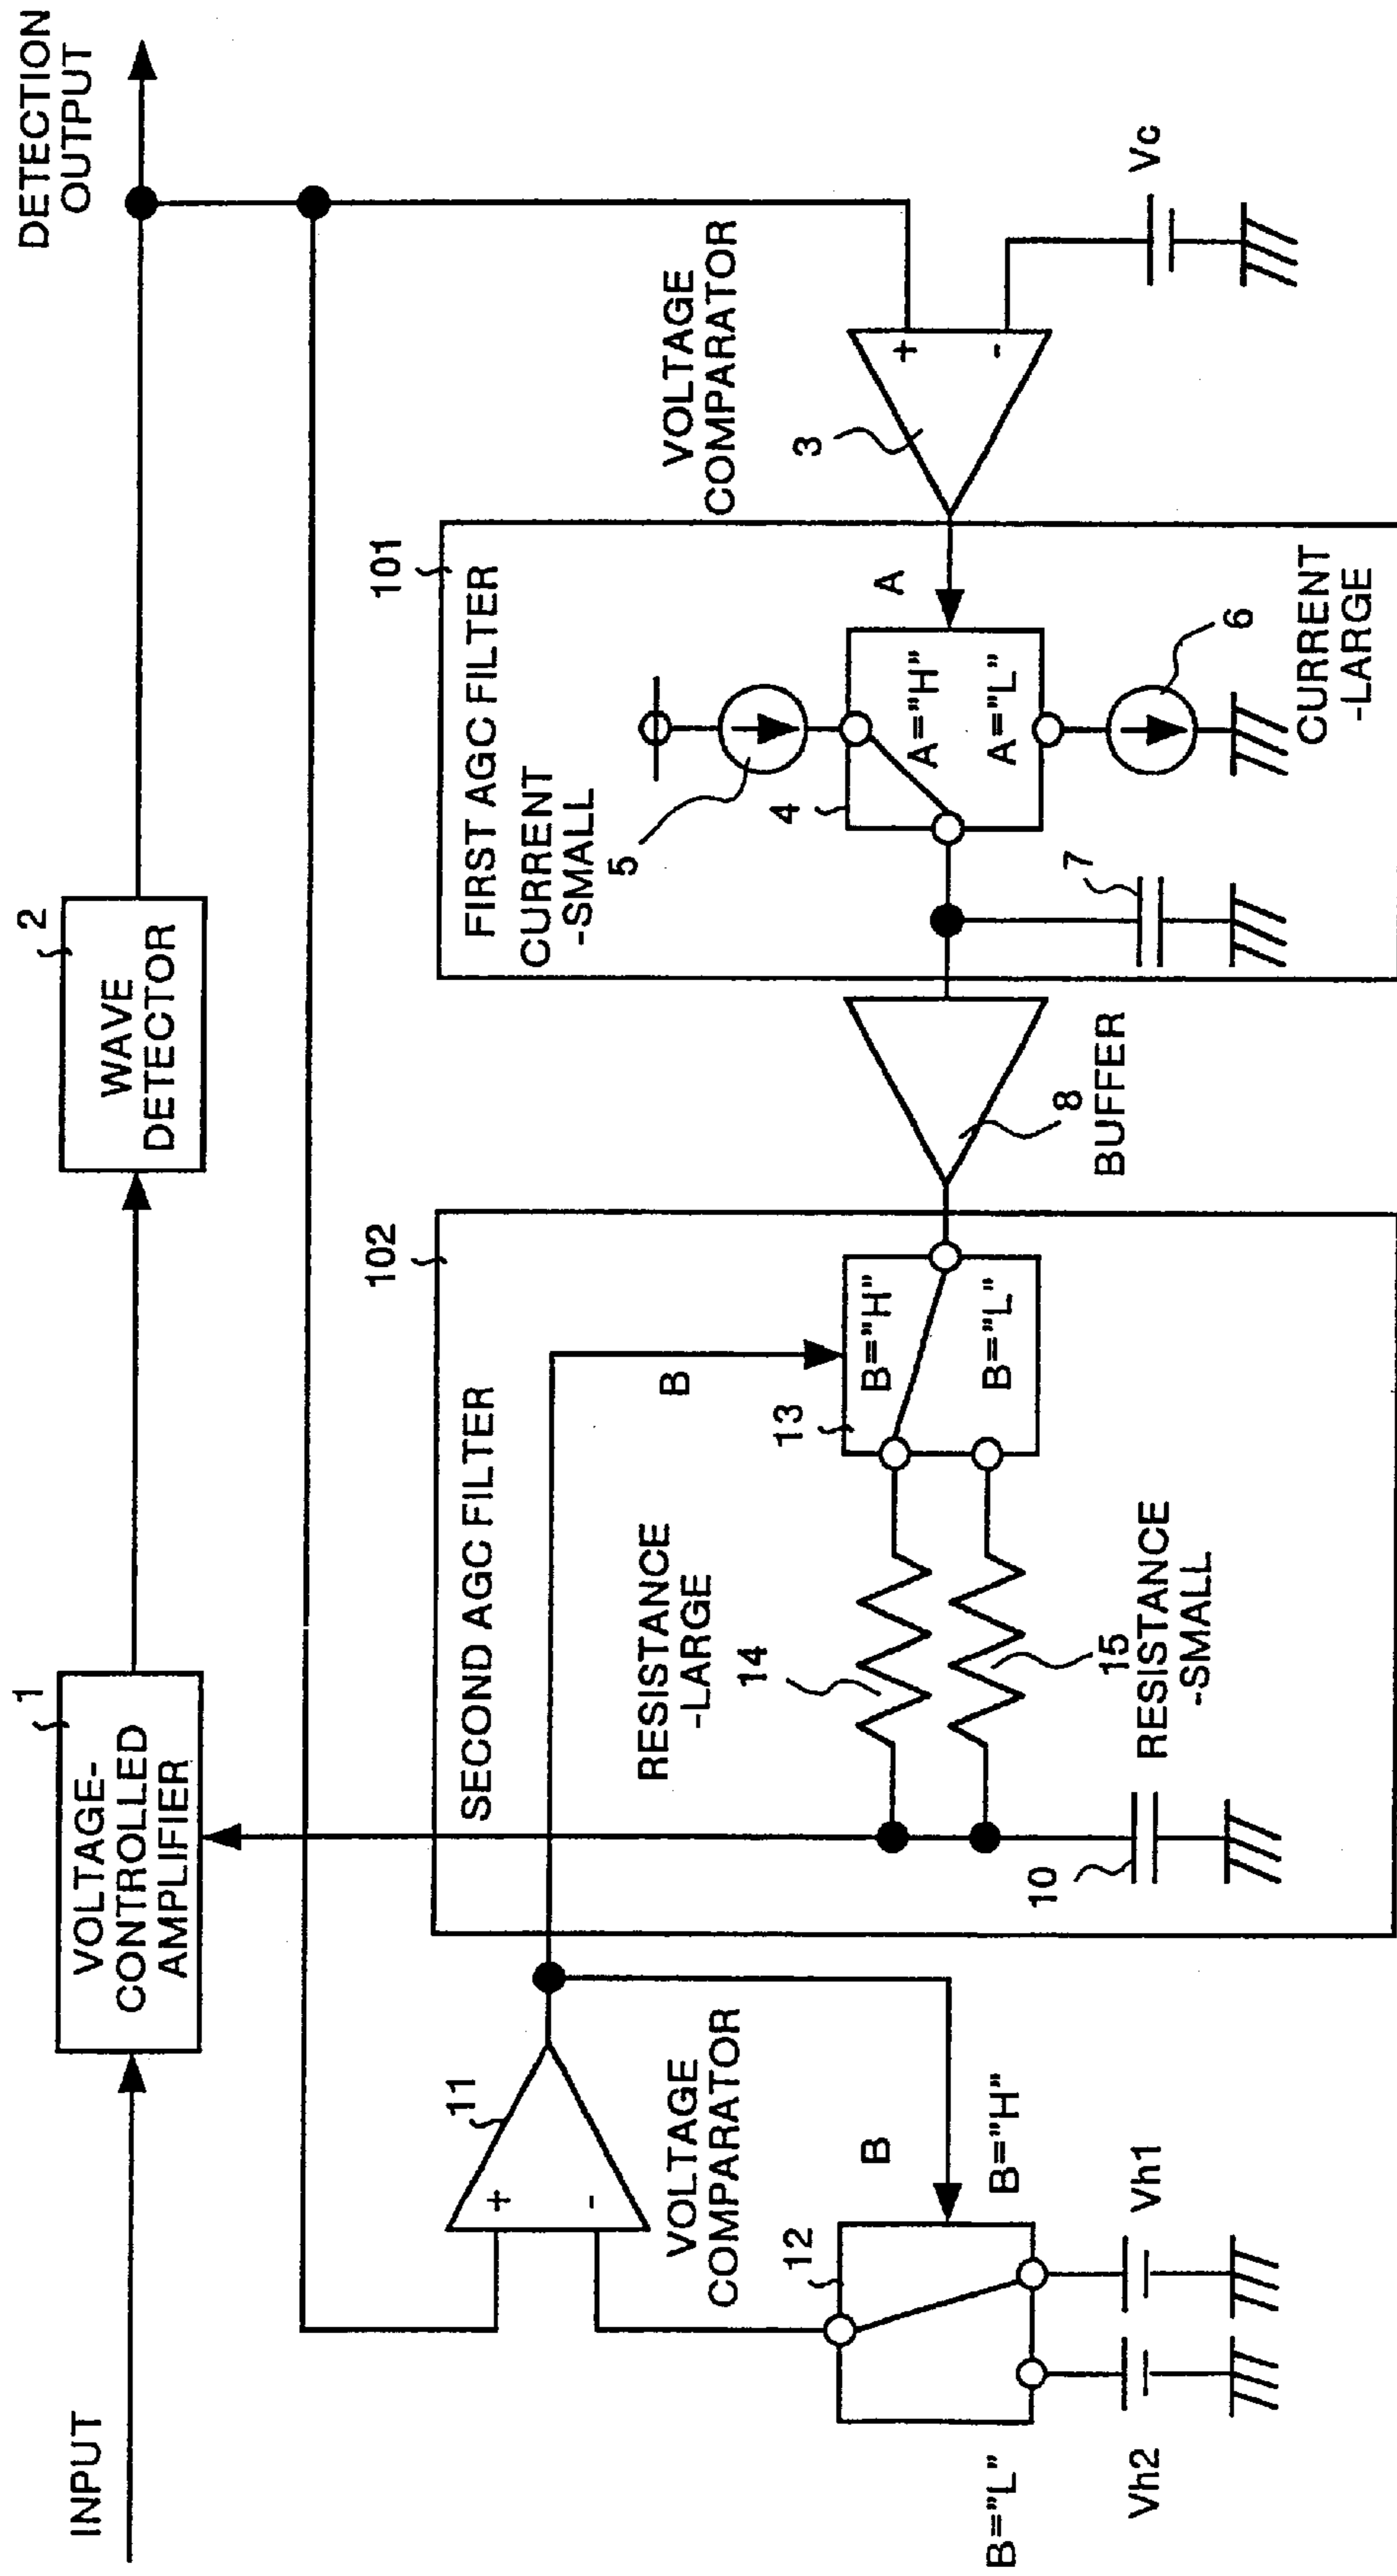 INPUT
1
VOLTAGE-
CONTROLLED
AMPLIFIER
2
WAVE
DETECTOR
DETECTION
OUTPUT
11
+
-
VOLTAGE
COMPARATOR
12
B
B="H"
B="L"
Vh1
Vh2
102
SECOND AGC FILTER
B
13
B="H"
B="L"
RESISTANCE
-LARGE
14
15
RESISTANCE
-SMALL
10
8
BUFFER
101
FIRST AGC FILTER
CURRENT
-SMALL
5
4
A
A="H"
A="L"
6
CURRENT
-LARGE
7
VOLTAGE
COMPARATOR
3
+
-
Vc